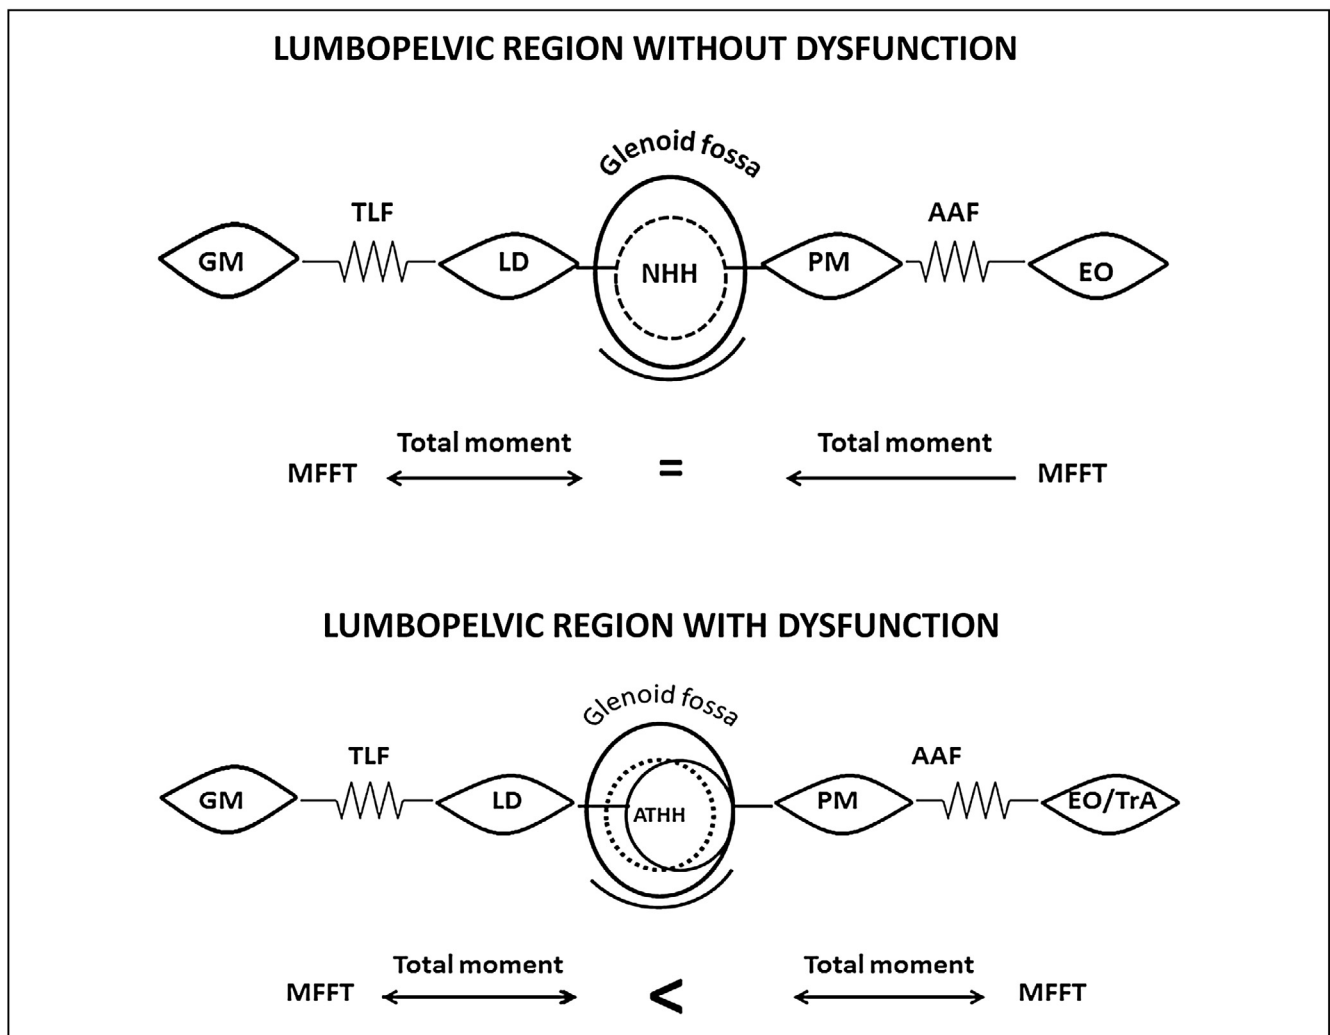 LUMBOPELVIC REGION WITHOUT DYSFUNCTION
Glenoid fossa
TLF
AAF
GM
LD
NHH
PM
EO
Total moment
Total moment
MFFT
=
MFFT
LUMBOPELVIC REGION WITH DYSFUNCTION
Glenoid fossa
TLF
AAF
GM
LD
ATHH
PM
EO/TrA
Total moment
Total moment
MFFT
<
MFFT